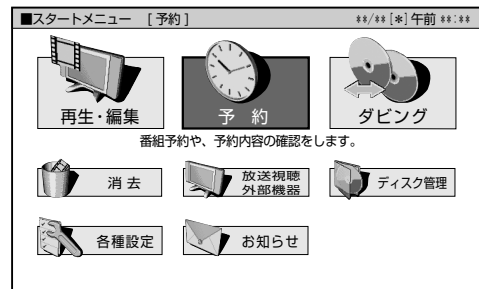 ■スタートメニュー [予約] **/** [*] 午前 **:**
再生・編集 予約 ダビング
番組予約や、予約内容の確認をします。
消去 放送視聴 外部機器 ディスク管理
各種設定 お知らせ